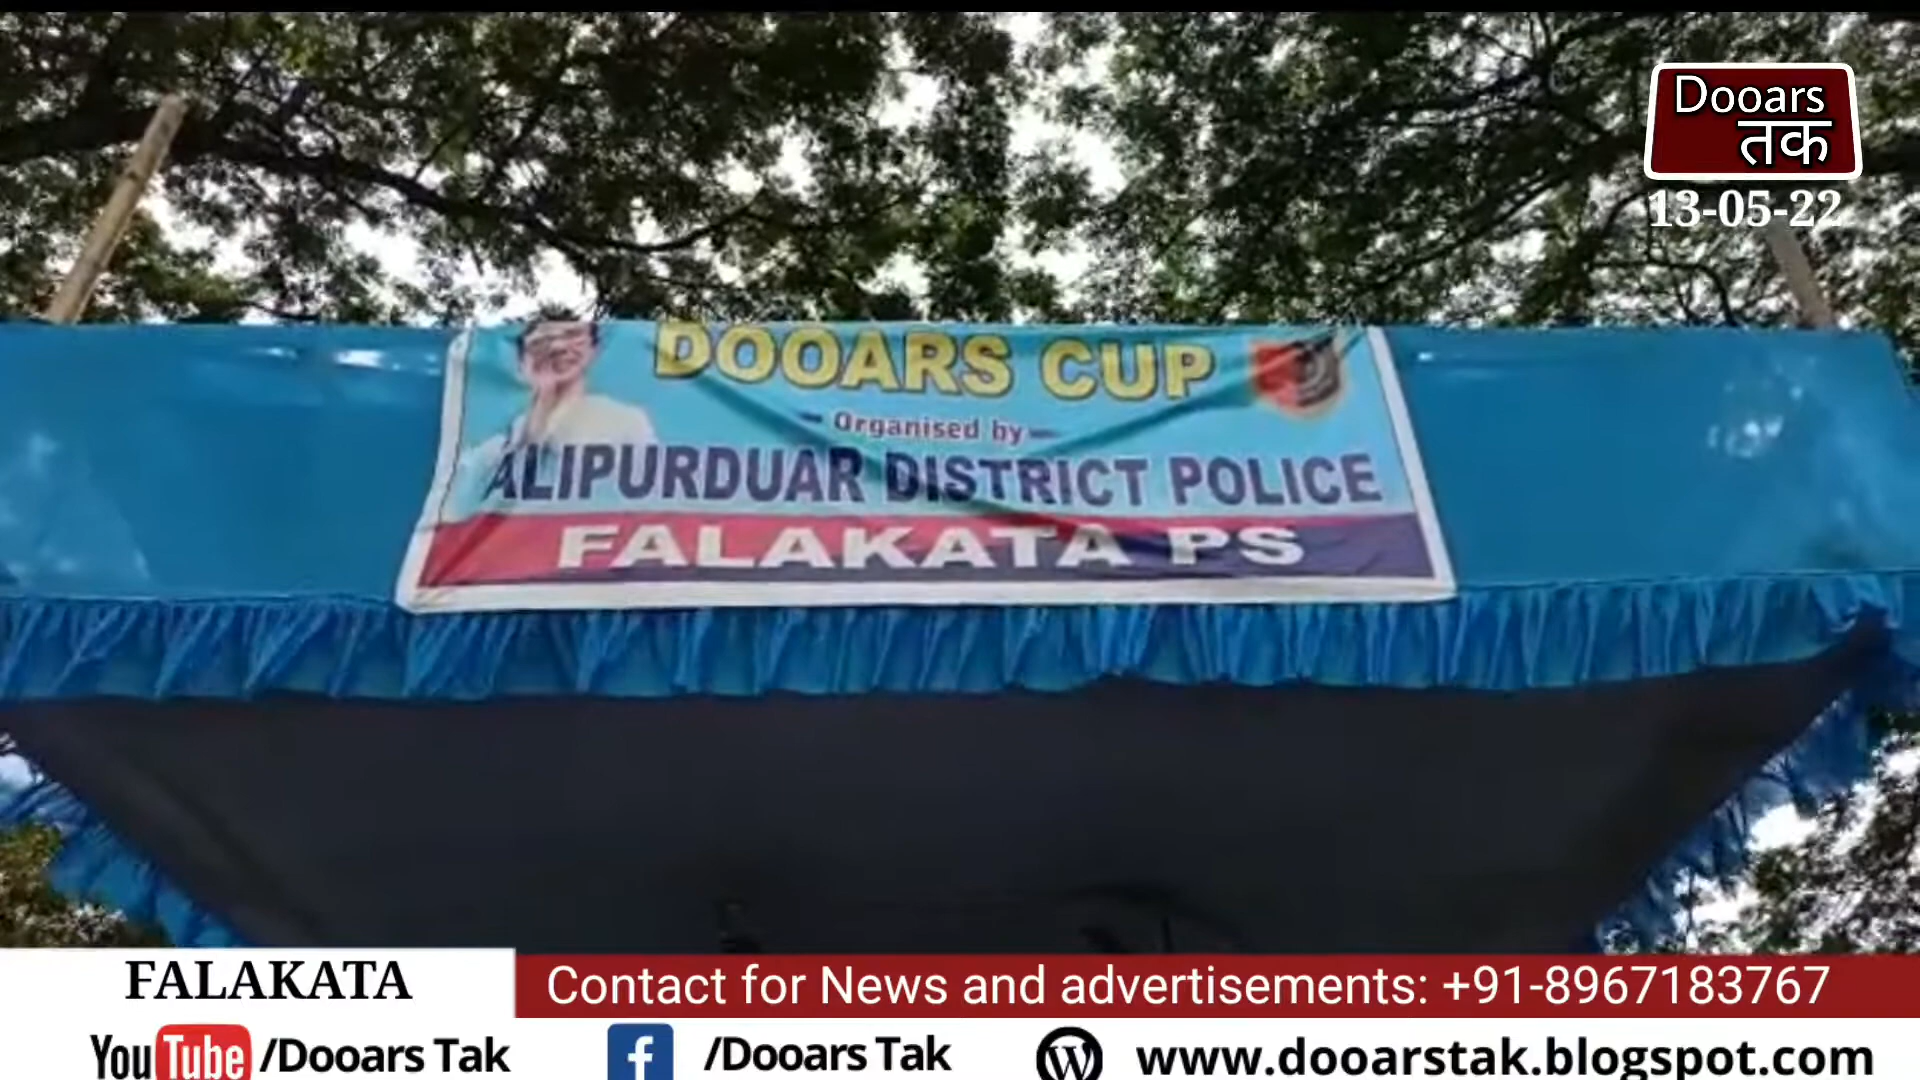 Dooars
तक
13-05-22
DOOARS CUP
Organised by
ALIPURDUAR DISTRICT POLICE
FALAKATA PS
FALAKATA
Contact for News and advertisements: +91-8967183767
YouTube /Dooars Tak
f /Dooars Tak
www.dooarstak.blogspot.com